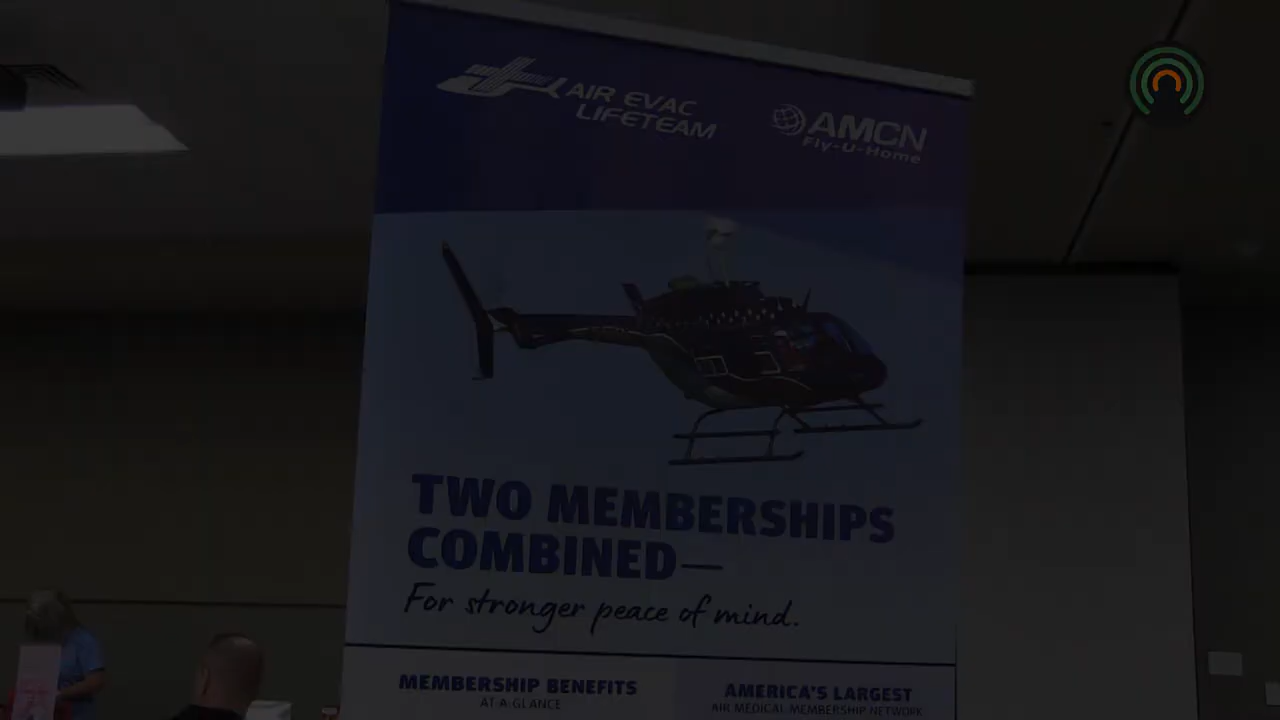 AIR EVAC
LIFETEAM
AMCN
Fly-U-Home
TWO MEMBERSHIPS
COMBINED—
For stronger peace of mind.
MEMBERSHIP BENEFITS
AT-A-GLANCE
AMERICA'S LARGEST
AIR MEDICAL MEMBERSHIP NETWORK